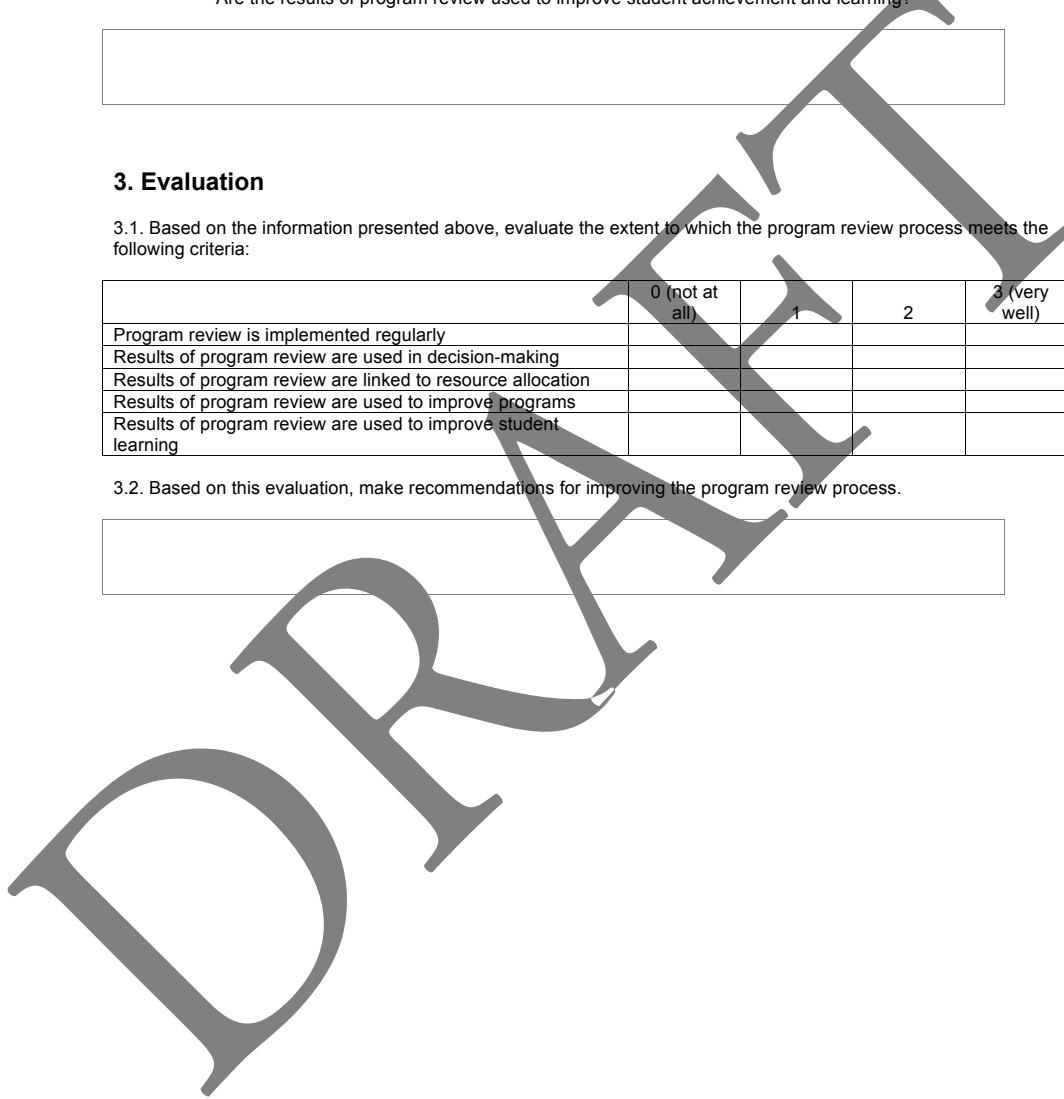 Are the results of program review used to improve student achievement and learning?
3. Evaluation
3.1. Based on the information presented above, evaluate the extent to which the program review process meets the
following criteria:
0 (not at all) 1 2 3 (very well)
Program review is implemented regularly
Results of program review are used in decision-making
Results of program review are linked to resource allocation
Results of program review are used to improve programs
Results of program review are used to improve student
learning
3.2. Based on this evaluation, make recommendations for improving the program review process.
DRAFT